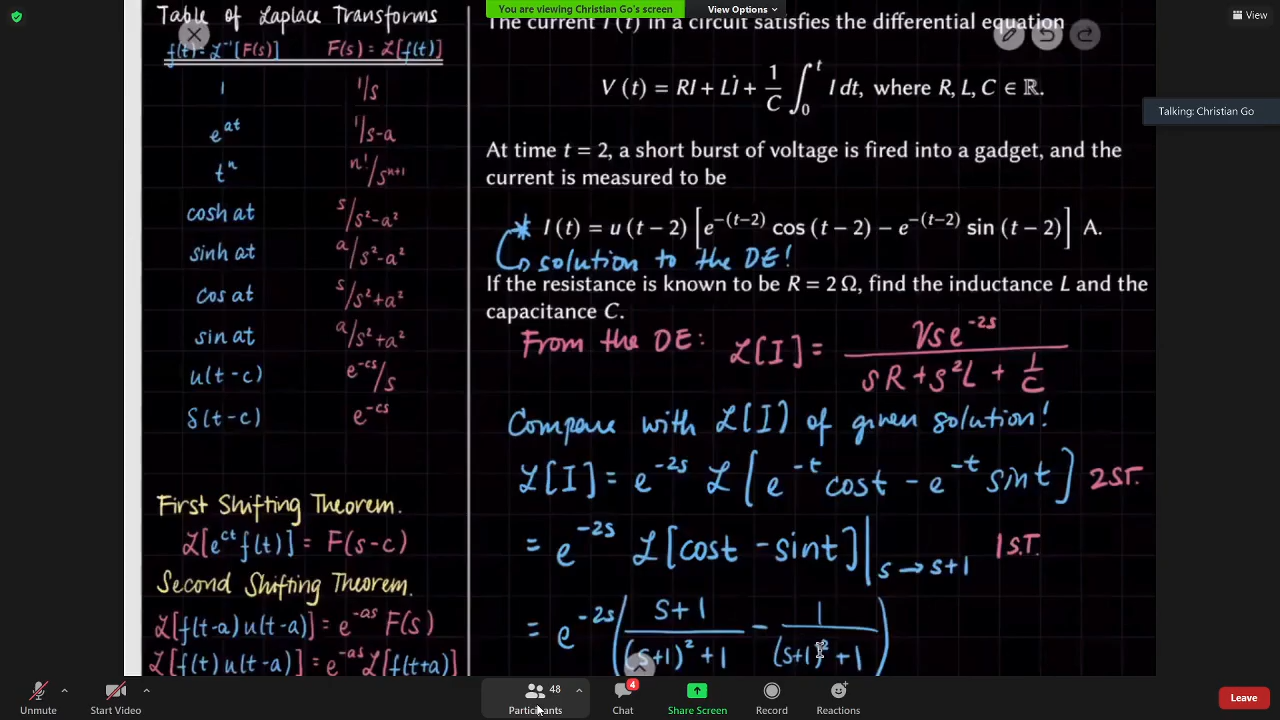 You are viewing Christian Go's screen
View Options
View
Talking: Christian Go
Table of Laplace Transforms
f(t) = ℒ⁻¹[F(s)] F(s) = ℒ[f(t)]
1 1/s
e^{at} 1/s-a
t^n n!/s^{n+1}
cosh at s/s²-a²
sinh at a/s²-a²
cos at s/s²+a²
sin at a/s²+a²
u(t-c) e^{-cs}/s
δ(t-c) e^{-cs}
First Shifting Theorem.
ℒ[e^{ct} f(t)] = F(s-c)
Second Shifting Theorem.
ℒ[f(t-a) u(t-a)] = e^{-as} F(s)
ℒ[f(t) u(t-a)] = e^{-as} ℒ[f(t+a)]
The current I(t) in a circuit satisfies the differential equation
V (t) = RI + Lİ + 1/C ∫₀ᵗ I dt, where R, L, C ∈ ℝ.
At time t = 2, a short burst of voltage is fired into a gadget, and the
current is measured to be
* I (t) = u (t − 2) [e^{−(t−2)} cos (t − 2) − e^{−(t−2)} sin (t − 2)] A.
solution to the DE!
If the resistance is known to be R = 2 Ω, find the inductance L and the
capacitance C.
From the DE: ℒ[I] = Vse^{-2s} / (sR + s²L + 1/C)
Compare with ℒ[I] of given solution!
ℒ[I] = e^{-2s} ℒ[e^{-t} cost - e^{-t} sint] 2S.T.
= e^{-2s} ℒ[cost - sint]|_{s→s+1} 1S.T.
= e^{-2s} ( (s+1)/((s+1)²+1) - 1/((s+1)²+1) )
Unmute
Start Video
48
Participants
4
Chat
Share Screen
Record
Reactions
Leave